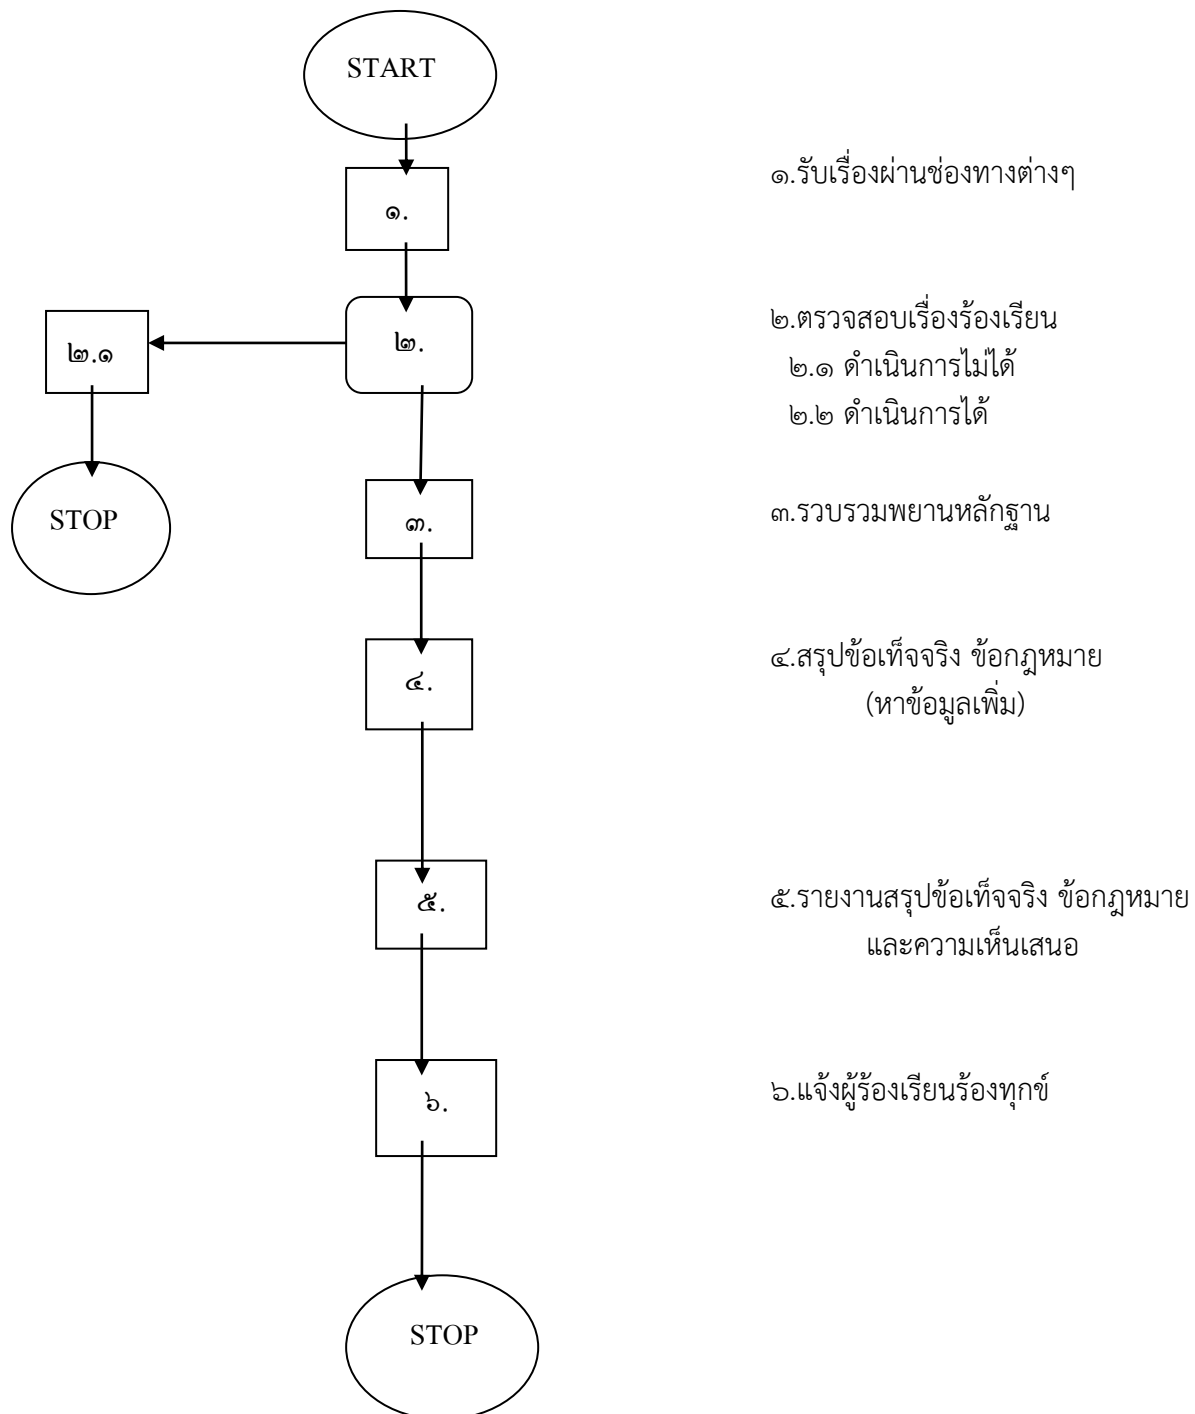 START
๑.รับเรื่องผ่านช่องทางต่างๆ
๑.
๒.ตรวจสอบเรื่องร้องเรียน
๒.๑
๒.
๒.๑ ดำเนินการไม่ได้
๒.๒ ดำเนินการได้
STOP
๓.
๓.รวบรวมพยานหลักฐาน
๔.
๔.สรุปข้อเท็จจริง ข้อกฎหมาย
(หาข้อมูลเพิ่ม)
๕.
๕.รายงานสรุปข้อเท็จจริง ข้อกฎหมาย
และความเห็นเสนอ
๖.
๖.แจ้งผู้ร้องเรียนร้องทุกข์
STOP